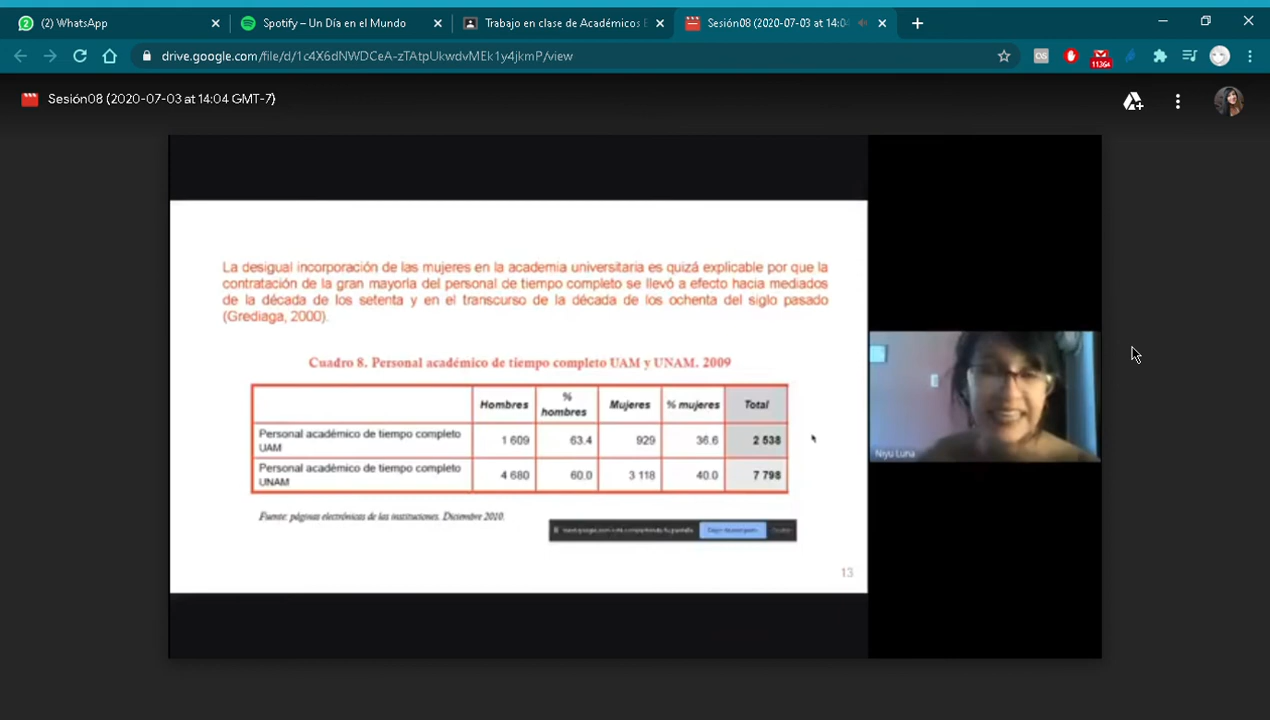 (2) WhatsApp
Spotify – Un Día en el Mundo
Trabajo en clase de Académicos E
Sesión08 (2020-07-03 at 14:04
drive.google.com/file/d/1c4X6dNWDCeA-zTAtpUkwdvMEk1y4jkmP/view
11364
Sesión08 (2020-07-03 at 14:04 GMT-7)
La desigual incorporación de las mujeres en la academia universitaria es quizá explicable por que la
contratación de la gran mayoría del personal de tiempo completo se llevó a efecto hacia mediados
de la década de los setenta y en el transcurso de la década de los ochenta del siglo pasado
(Grediaga, 2000).
Cuadro 8. Personal académico de tiempo completo UAM y UNAM. 2009
Hombres % hombres Mujeres % mujeres Total
Personal académico de tiempo completo UAM 1 609 63.4 929 36.6 2 538
Personal académico de tiempo completo UNAM 4 680 60.0 3 118 40.0 7 798
Fuente: páginas electrónicas de las instituciones. Diciembre 2010.
Niyu Luna
13